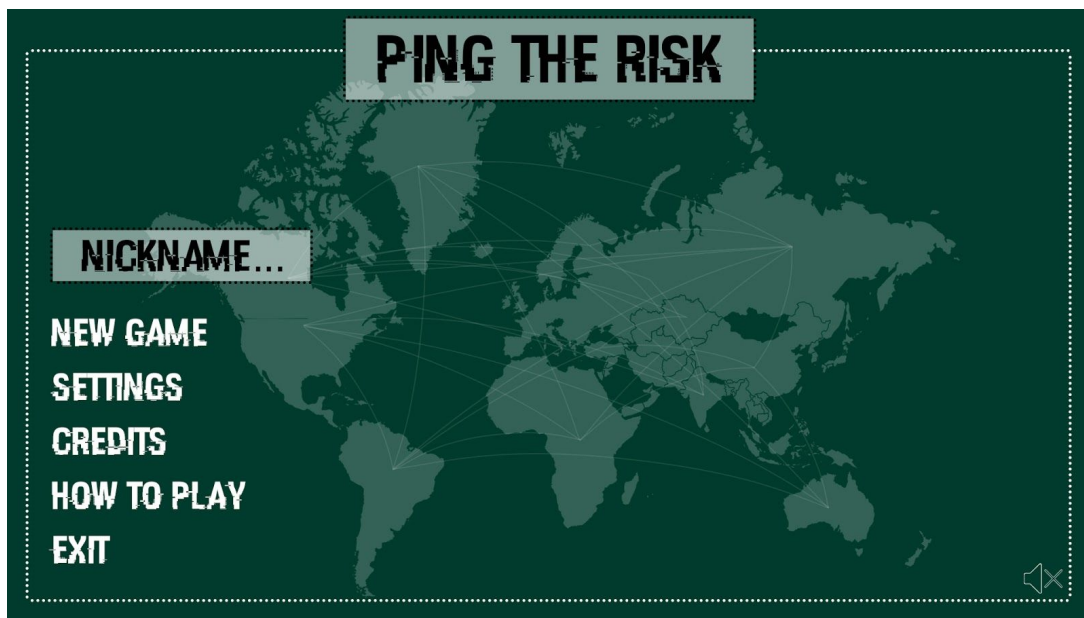 PING THE RISK
NICKNAME...
NEW GAME
SETTINGS
CREDITS
HOW TO PLAY
EXIT